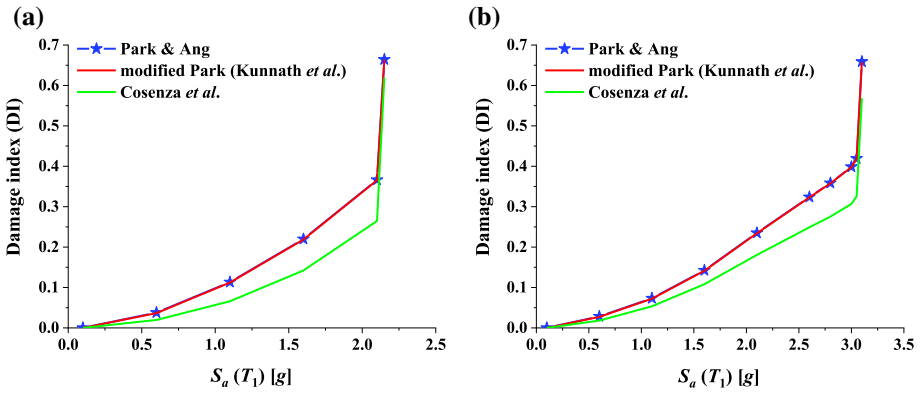 (a)
Park & Ang
modified Park (Kunnath et al.)
Cosenza et al.
Damage index (DI)
0.7
0.6
0.5
0.4
0.3
0.2
0.1
0.0
0.0 0.5 1.0 1.5 2.0 2.5
Sa (T1) [g]
(b)
Park & Ang
modified Park (Kunnath et al.)
Cosenza et al.
Damage index (DI)
0.7
0.6
0.5
0.4
0.3
0.2
0.1
0.0
0.0 0.5 1.0 1.5 2.0 2.5 3.0 3.5
Sa (T1) [g]